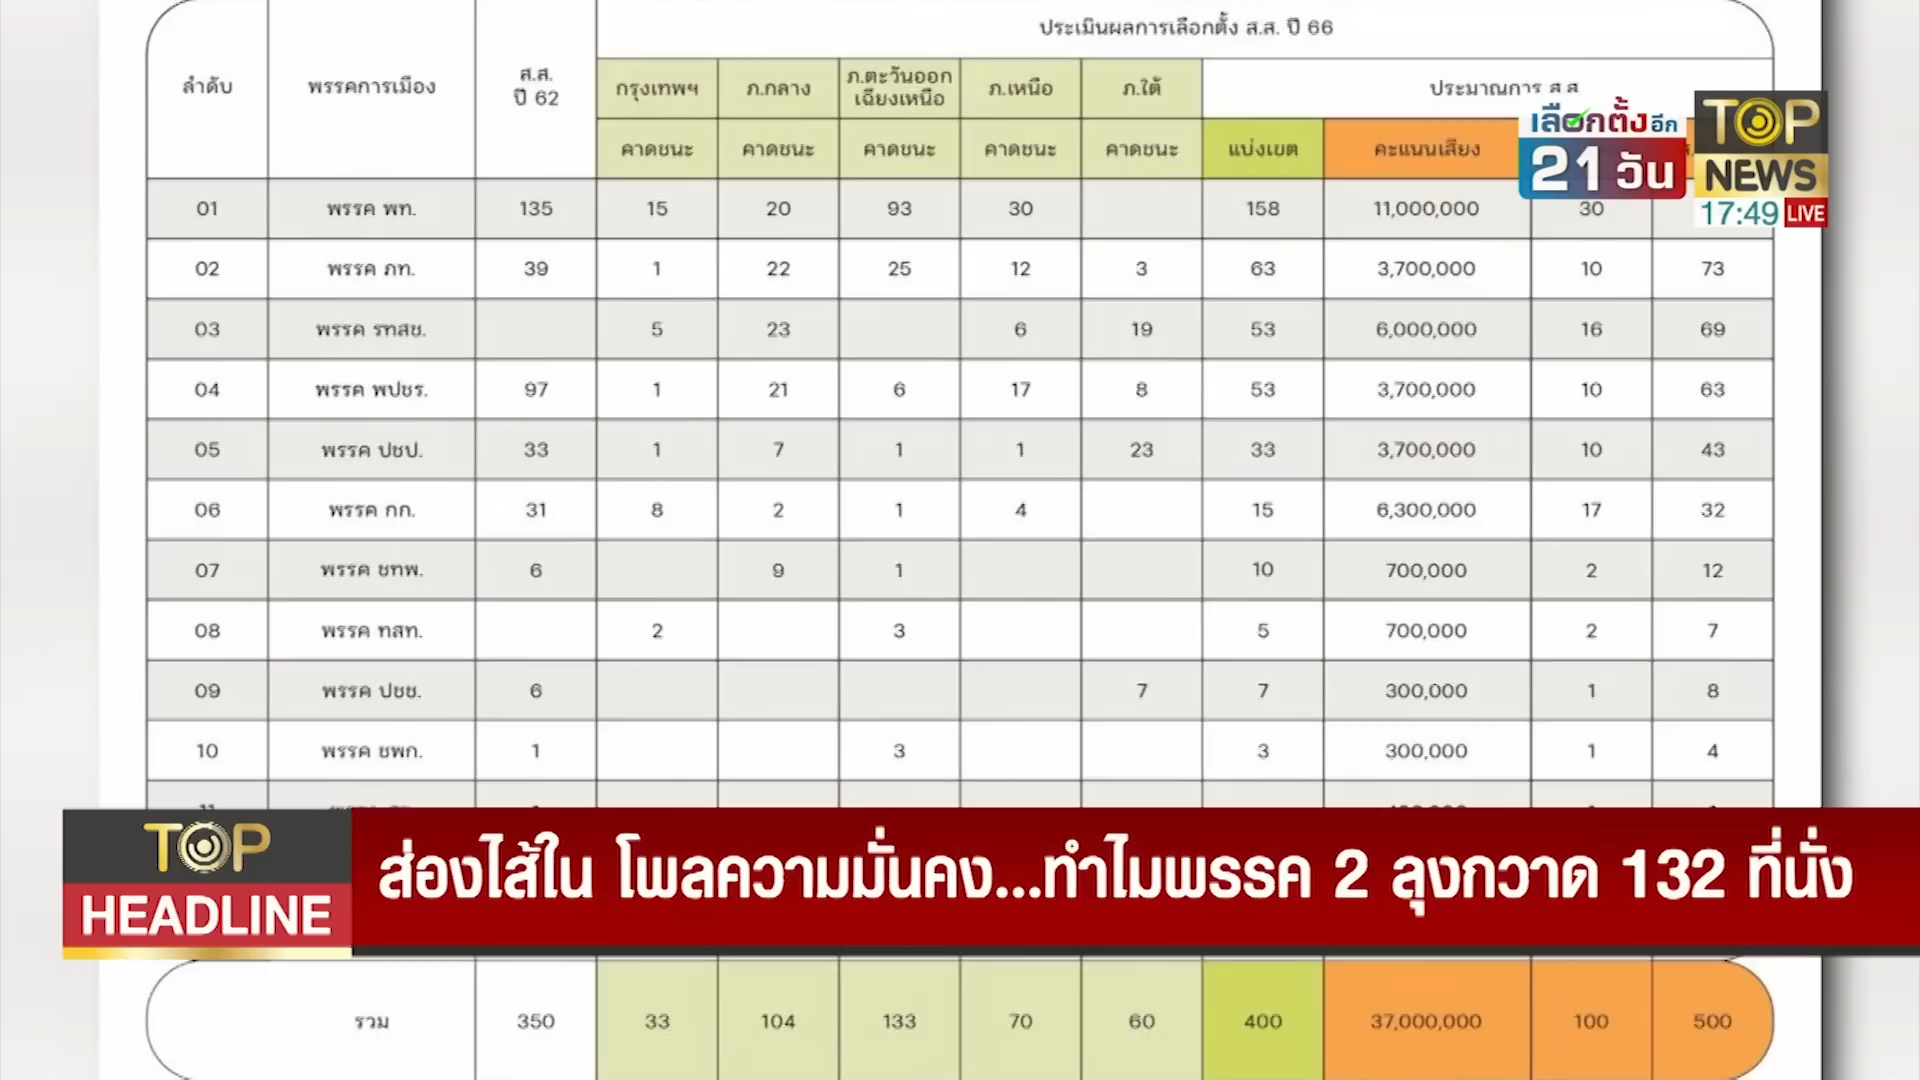 ประเมินผลการเลือกตั้ง ส.ส. ปี 66
ลำดับ พรรคการเมือง ส.ส. ปี 62 กรุงเทพฯ ภ.กลาง ภ.ตะวันออกเฉียงเหนือ ภ.เหนือ ภ.ใต้ ประมาณการ ส.ส
คาดชนะ คาดชนะ คาดชนะ คาดชนะ คาดชนะ แบ่งเขต คะแนนเสียง
เลือกตั้งอีก
21 วัน
TOP
NEWS
17:49 LIVE
01 พรรค พท. 135 15 20 93 30 158 11,000,000 30
02 พรรค ภท. 39 1 22 25 12 3 63 3,700,000 10 73
03 พรรค รทสช. 5 23 6 19 53 6,000,000 16 69
04 พรรค พปชร. 97 1 21 6 17 8 53 3,700,000 10 63
05 พรรค ปชป. 33 1 7 1 1 23 33 3,700,000 10 43
06 พรรค กก. 31 8 2 1 4 15 6,300,000 17 32
07 พรรค ชทพ. 6 9 1 10 700,000 2 12
08 พรรค ทสท. 2 3 5 700,000 2 7
09 พรรค ปชช. 6 7 7 300,000 1 8
10 พรรค ชพก. 1 3 3 300,000 1 4
TOP
HEADLINE
ส่องไส้ใน โพลความมั่นคง...ทำไมพรรค 2 ลุงกวาด 132 ที่นั่ง
รวม 350 33 104 133 70 60 400 37,000,000 100 500